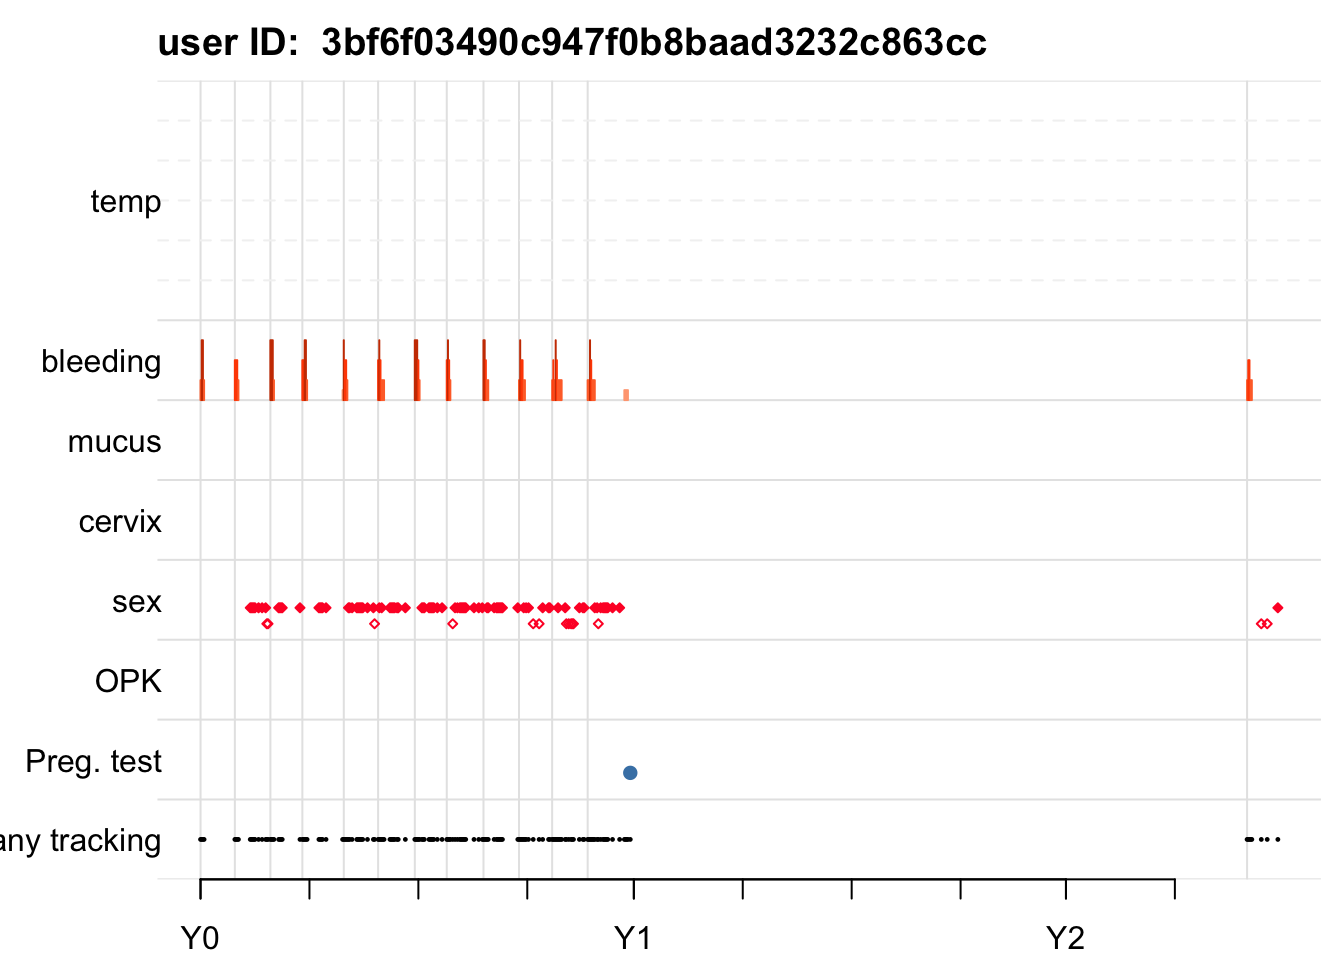 user ID:  3bf6f03490c947f0b8baad3232c863cc
temp
bleeding
mucus
cervix
sex
OPK
Preg. test
any tracking
Y0 Y1 Y2